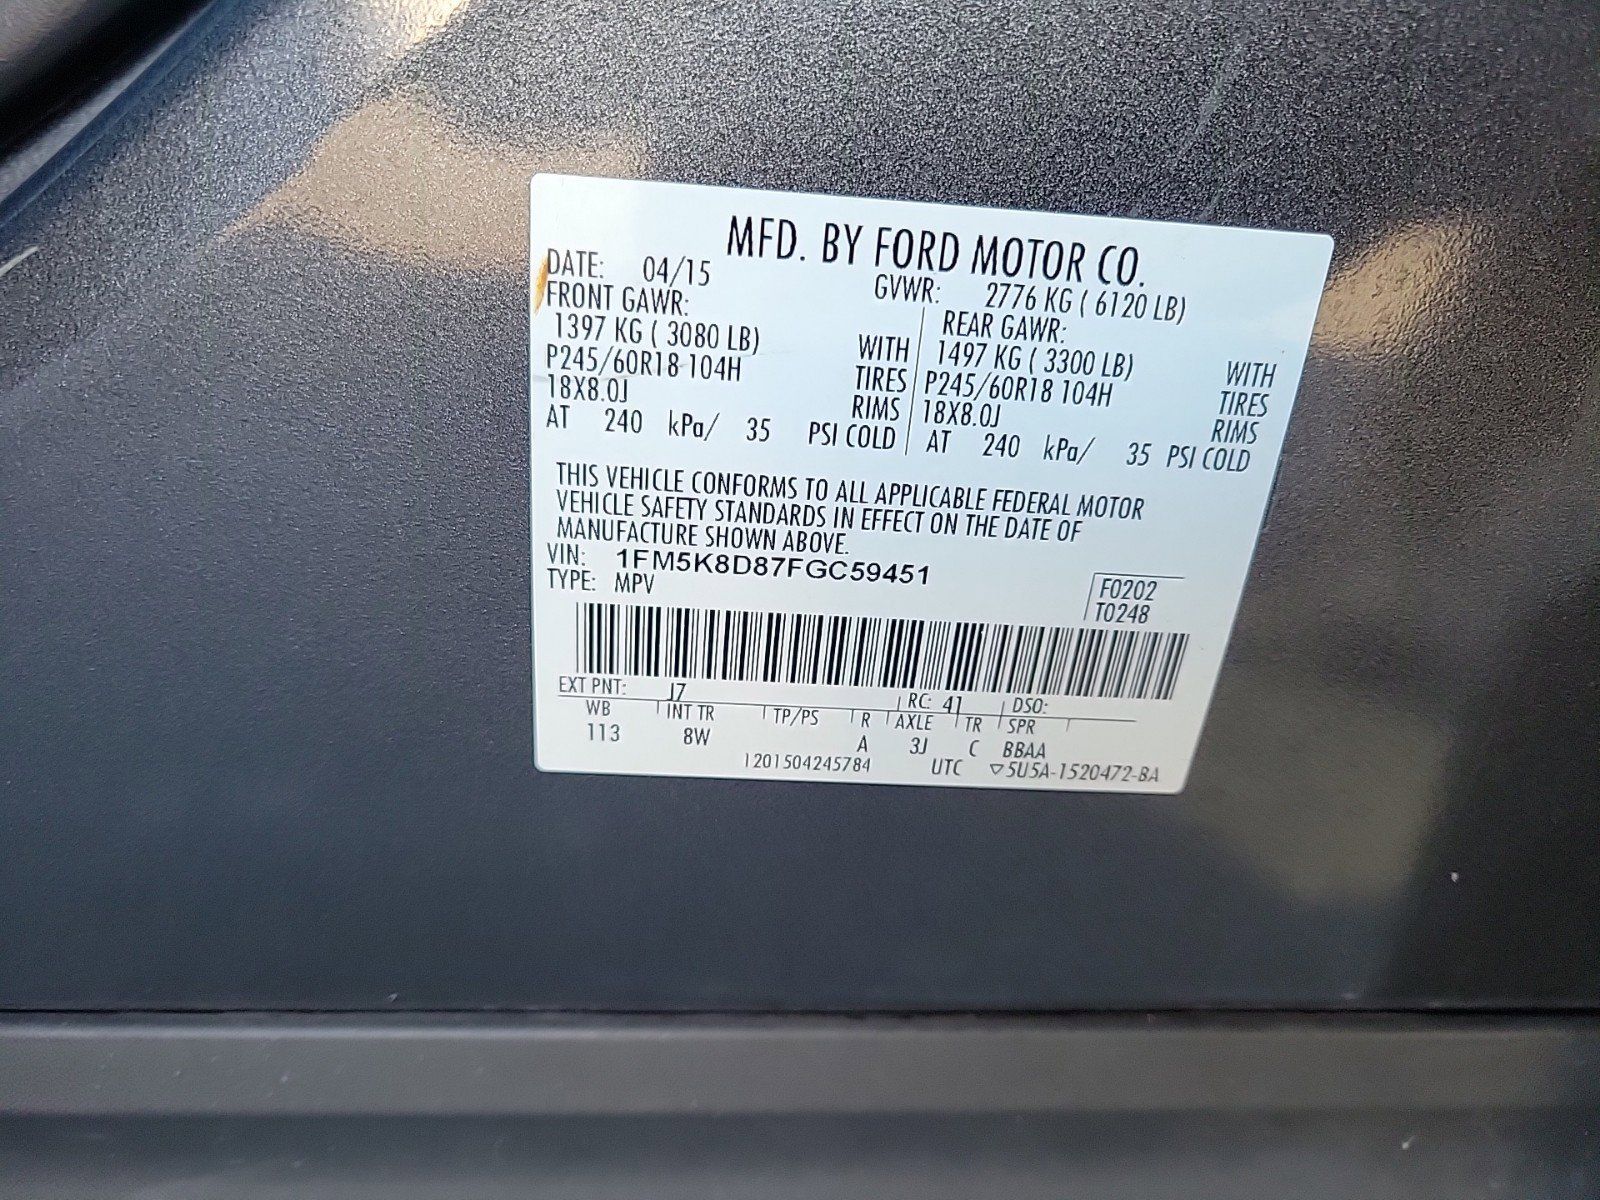 MFD. BY FORD MOTOR CO.
DATE: 04/15 GVWR: 2776 KG ( 6120 LB)
FRONT GAWR: REAR GAWR:
1397 KG ( 3080 LB) WITH 1497 KG ( 3300 LB) WITH
P245/60R18 104H TIRES P245/60R18 104H TIRES
18X8.0J RIMS 18X8.0J RIMS
AT 240 kPa/ 35 PSI COLD AT 240 kPa/ 35 PSI COLD
THIS VEHICLE CONFORMS TO ALL APPLICABLE FEDERAL MOTOR
VEHICLE SAFETY STANDARDS IN EFFECT ON THE DATE OF
MANUFACTURE SHOWN ABOVE.
VIN: 1FM5K8D87FGC59451
TYPE: MPV F0202
T0248
EXT PNT: J7 RC: 41 DSO:
WB INT TR TP/PS R AXLE TR SPR
113 8W A 3J C BBAA
1201504245784 UTC ▽5U5A-1520472-BA